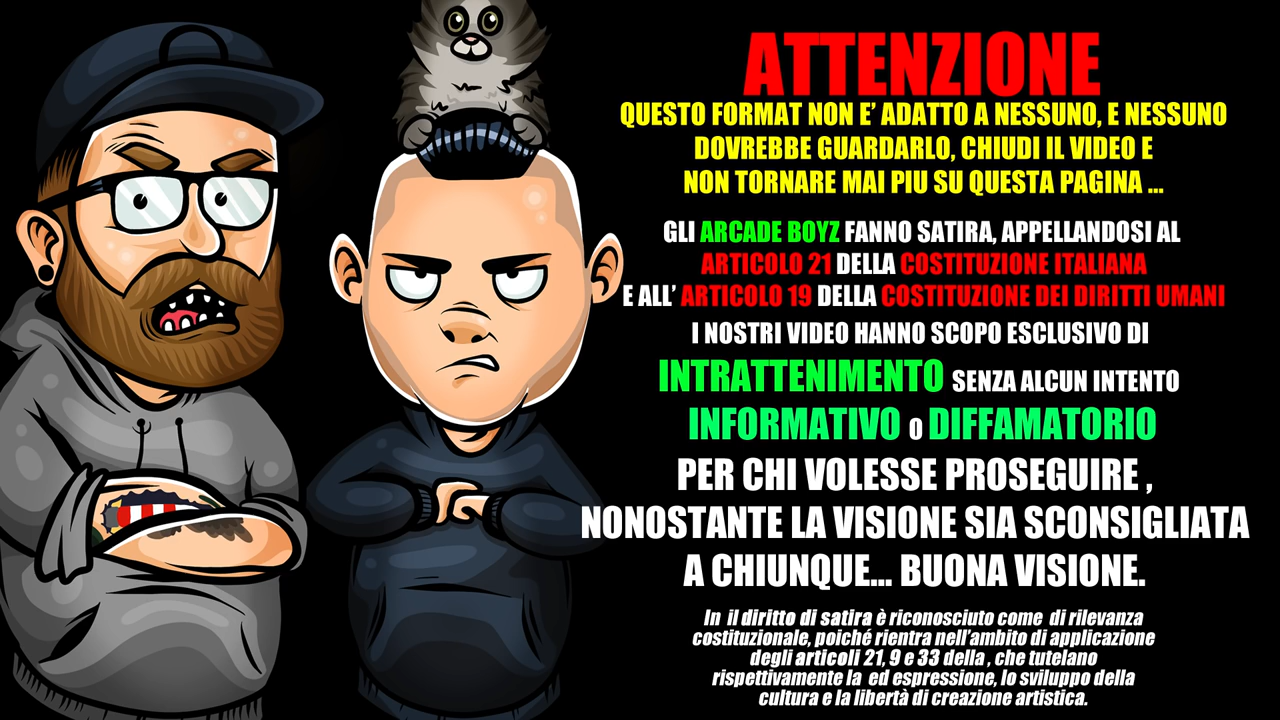 ATTENZIONE
QUESTO FORMAT NON E' ADATTO A NESSUNO, E NESSUNO
DOVREBBE GUARDARLO, CHIUDI IL VIDEO E
NON TORNARE MAI PIU SU QUESTA PAGINA ...
GLI ARCADE BOYZ FANNO SATIRA, APPELLANDOSI AL
ARTICOLO 21 DELLA COSTITUZIONE ITALIANA
E ALL' ARTICOLO 19 DELLA COSTITUZIONE DEI DIRITTI UMANI
I NOSTRI VIDEO HANNO SCOPO ESCLUSIVO DI
INTRATTENIMENTO SENZA ALCUN INTENTO
INFORMATIVO O DIFFAMATORIO
PER CHI VOLESSE PROSEGUIRE ,
NONOSTANTE LA VISIONE SIA SCONSIGLIATA
A CHIUNQUE... BUONA VISIONE.
In il diritto di satira è riconosciuto come di rilevanza
costituzionale, poiché rientra nell'ambito di applicazione
degli articoli 21, 9 e 33 della , che tutelano
rispettivamente la ed espressione, lo sviluppo della
cultura e la libertà di creazione artistica.